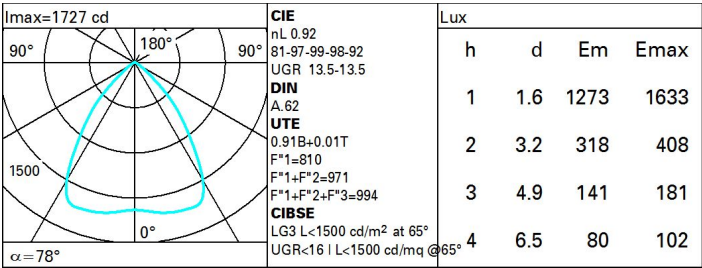 Imax=1727 cd
90°
180°
90°
1500
0°
α=78°
CIE
nL 0.92
81-97-99-98-92
UGR 13.5-13.5
DIN
A.62
UTE
0.91B+0.01T
F"1=810
F"1+F"2=971
F"1+F"2+F"3=994
CIBSE
LG3 L<1500 cd/m² at 65°
UGR<16 | L<1500 cd/mq @65°
Lux
h d Em Emax
1 1.6 1273 1633
2 3.2 318 408
3 4.9 141 181
4 6.5 80 102